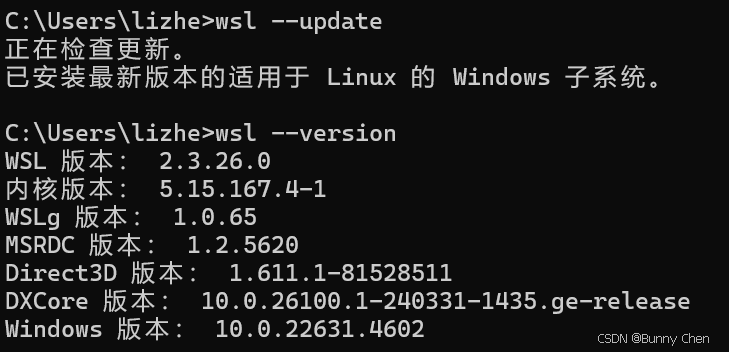 C:\Users\lizhe>wsl --update
正在检查更新。
已安装最新版本的适用于 Linux 的 Windows 子系统。
C:\Users\lizhe>wsl --version
WSL 版本： 2.3.26.0
内核版本： 5.15.167.4-1
WSLg 版本： 1.0.65
MSRDC 版本： 1.2.5620
Direct3D 版本： 1.611.1-81528511
DXCore 版本： 10.0.26100.1-240331-1435.ge-release
Windows 版本： 10.0.22631.4602
CSDN @Bunny Chen